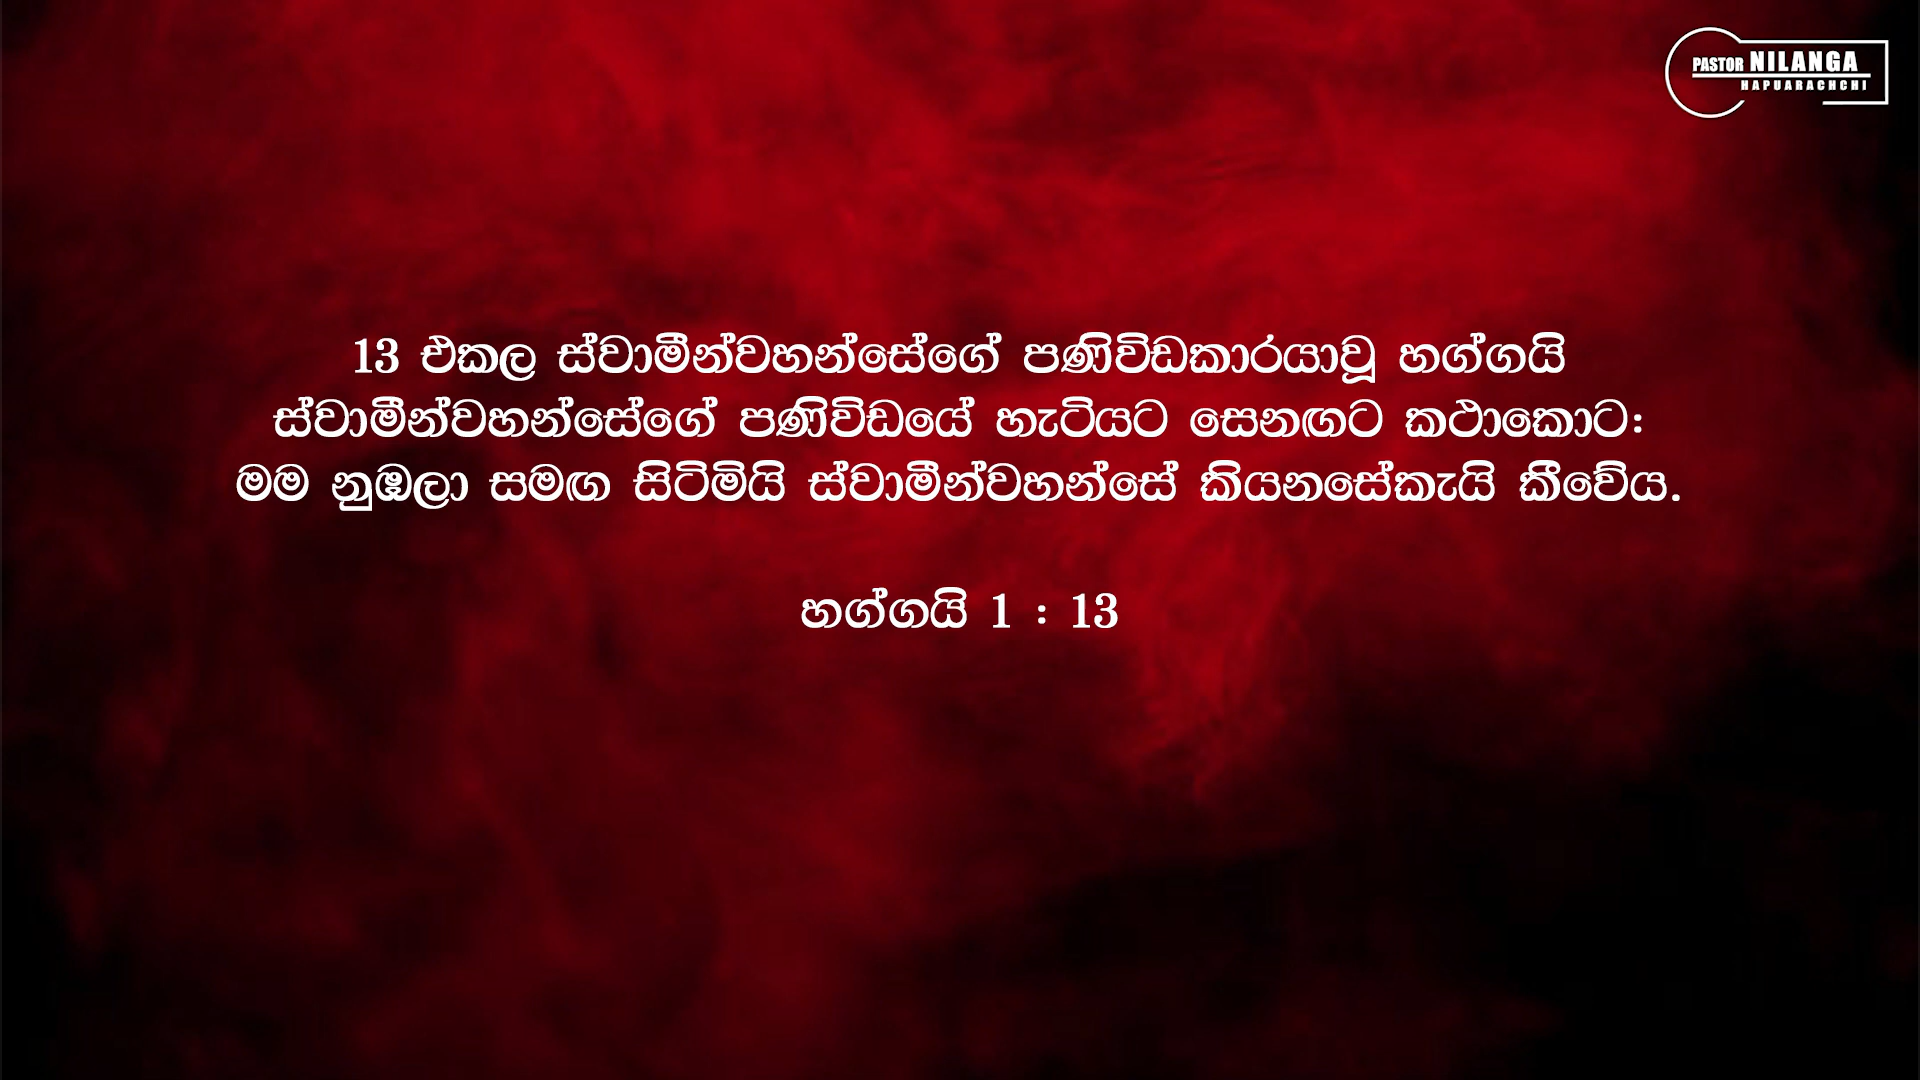 PASTOR NILANGA
HAPUARACHCHI
13 එකල ස්වාමීන්වහන්සේගේ පණිවිඩකාරයාවූ හග්ගයි
ස්වාමීන්වහන්සේගේ පණිවිඩයේ හැටියට සෙනඟට කථාකොට:
මම නුඹලා සමඟ සිටිමියි ස්වාමීන්වහන්සේ කියනසේකැයි කීවේය.
හග්ගයි 1 : 13